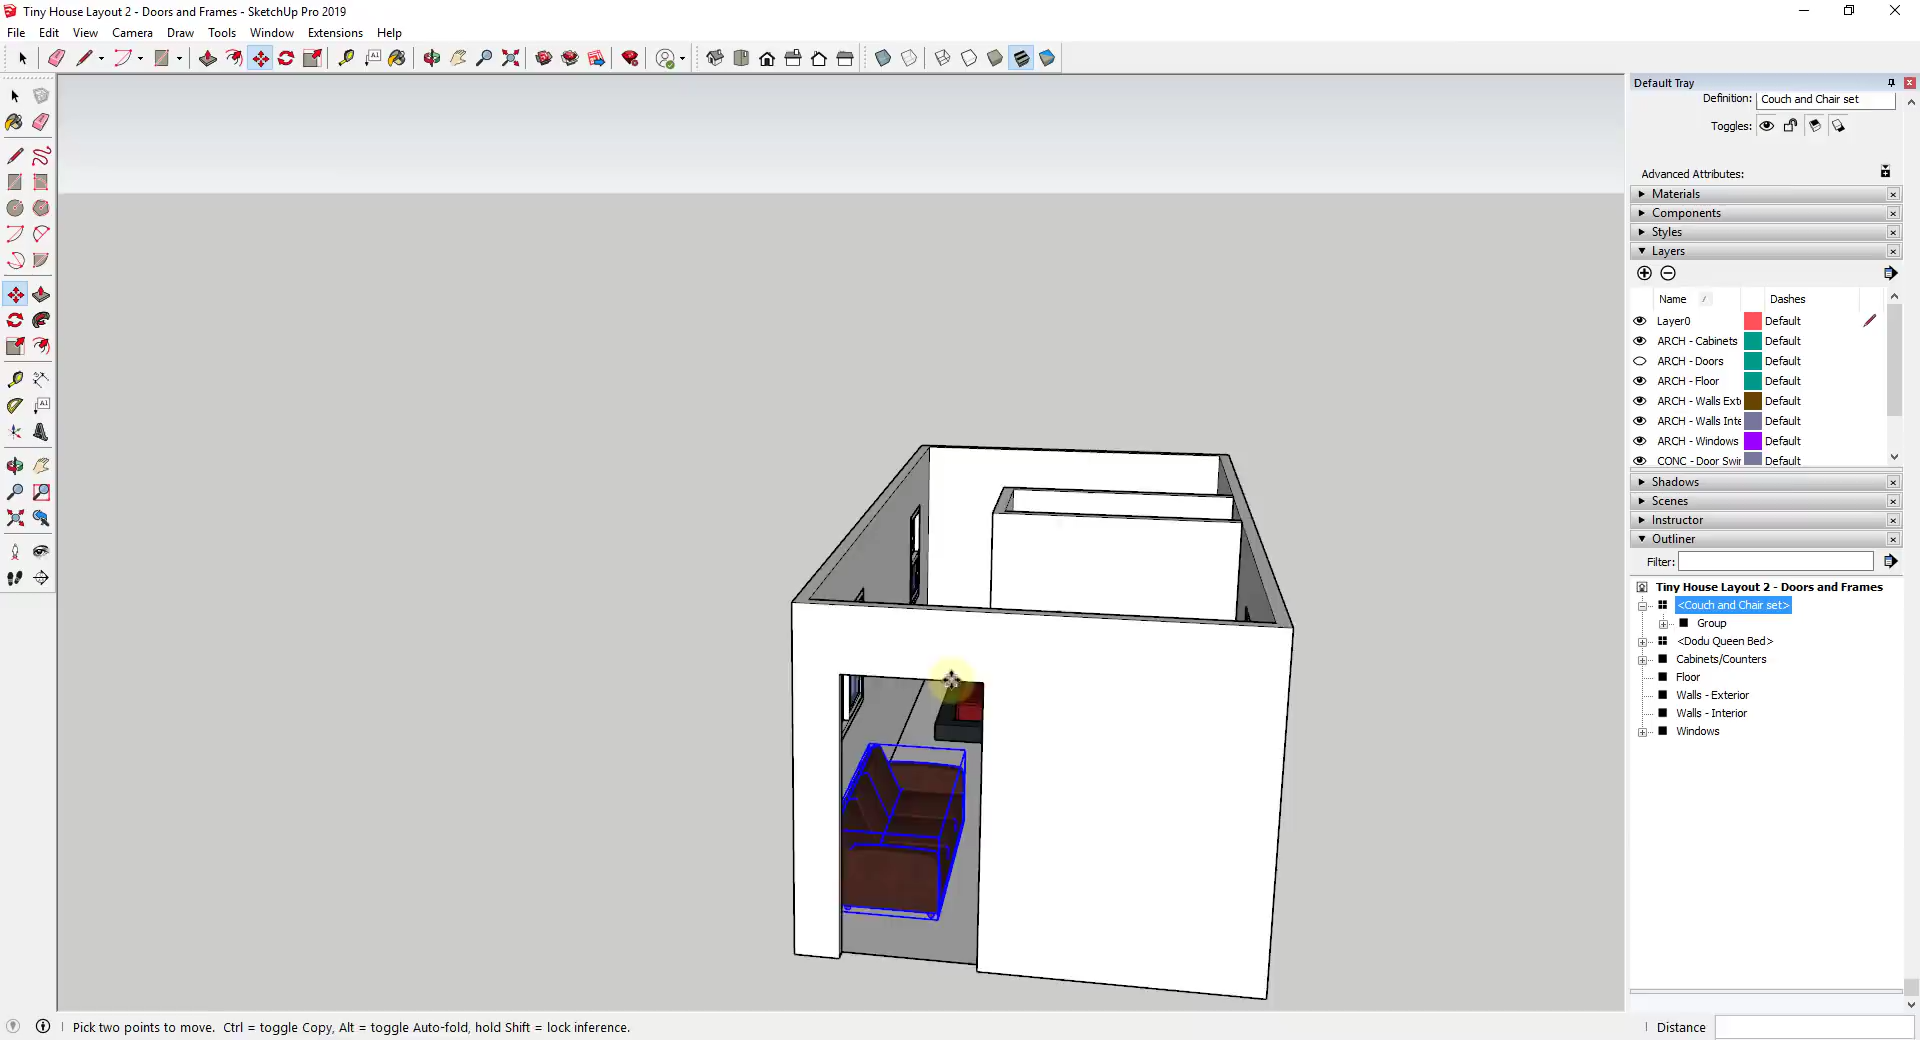 Tiny House Layout 2 - Doors and Frames - SketchUp Pro 2019
File Edit View Camera Draw Tools Window Extensions Help
Default Tray
Definition: Couch and Chair set
Toggles:
Advanced Attributes:
Materials
Components
Styles
Layers
Name Dashes
Layer0 Default
ARCH - Cabinets Default
ARCH - Doors Default
ARCH - Floor Default
ARCH - Walls Exte Default
ARCH - Walls Inte Default
ARCH - Windows Default
CONC - Door Swi Default
Shadows
Scenes
Instructor
Outliner
Filter:
Tiny House Layout 2 - Doors and Frames
<Couch and Chair set>
Group
<Dodu Queen Bed>
Cabinets/Counters
Floor
Walls - Exterior
Walls - Interior
Windows
Pick two points to move. Ctrl = toggle Copy, Alt = toggle Auto-fold, hold Shift = lock inference.
Distance